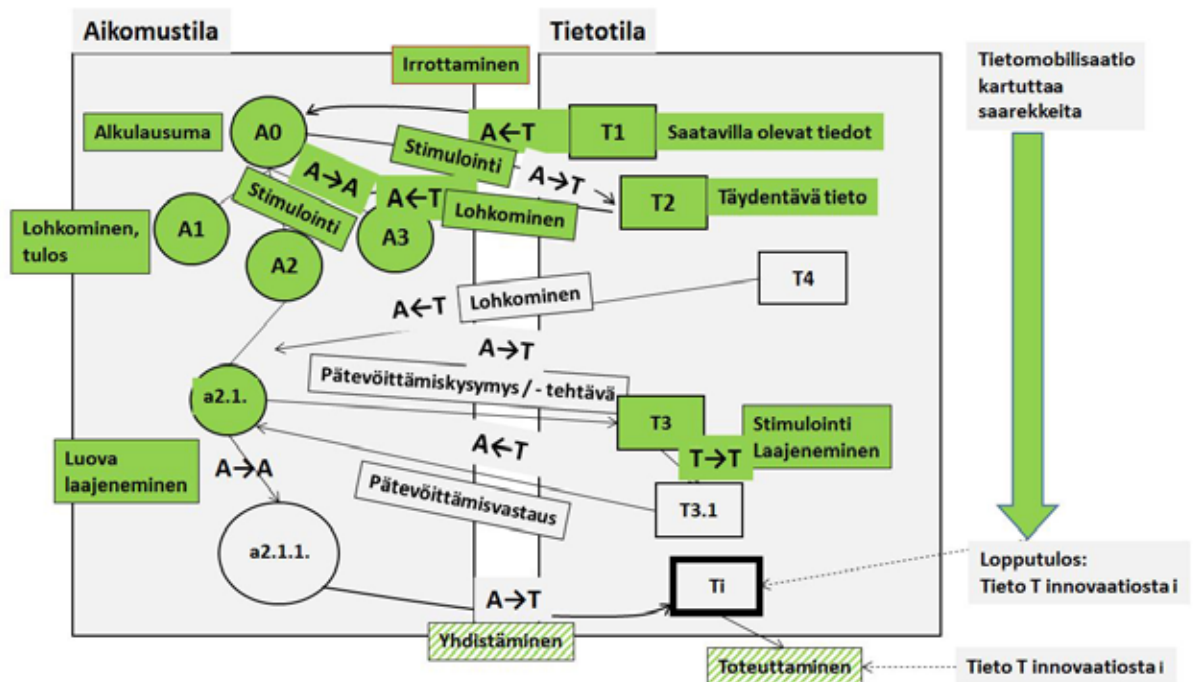 Aikomustila
Tietotila
Irrottaminen
Tietomobilisaatio
kartuttaa
saarekkeita
Alkulausuma
A0
A←T
T1
Saatavilla olevat tiedot
Stimulointi
A→T
A→A
Stimulointi
A←T
Lohkominen
T2
Täydentävä tieto
Lohkominen,
tulos
A1
A2
A3
T4
A←T
Lohkominen
A→T
Pätevöittämiskysymys / - tehtävä
a2.1.
T3
Stimulointi
Laajeneminen
T→T
A←T
Luova
laajeneminen
A→A
Pätevöittämisvastaus
T3.1
a2.1.1.
Lopputulos:
Tieto T innovaatiosta i
Ti
A→T
Yhdistäminen
Toteuttaminen
Tieto T innovaatiosta i